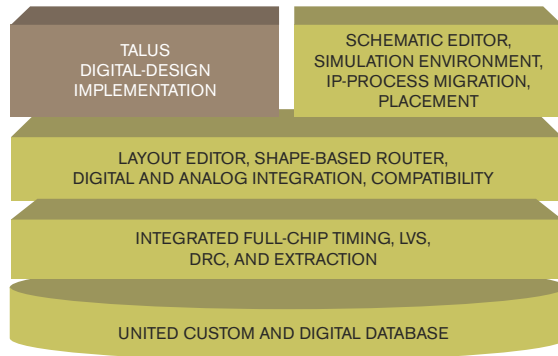 TALUS
DIGITAL-DESIGN
IMPLEMENTATION
SCHEMATIC EDITOR,
SIMULATION ENVIRONMENT,
IP-PROCESS MIGRATION,
PLACEMENT
LAYOUT EDITOR, SHAPE-BASED ROUTER,
DIGITAL AND ANALOG INTEGRATION, COMPATIBILITY
INTEGRATED FULL-CHIP TIMING, LVS,
DRC, AND EXTRACTION
UNITED CUSTOM AND DIGITAL DATABASE